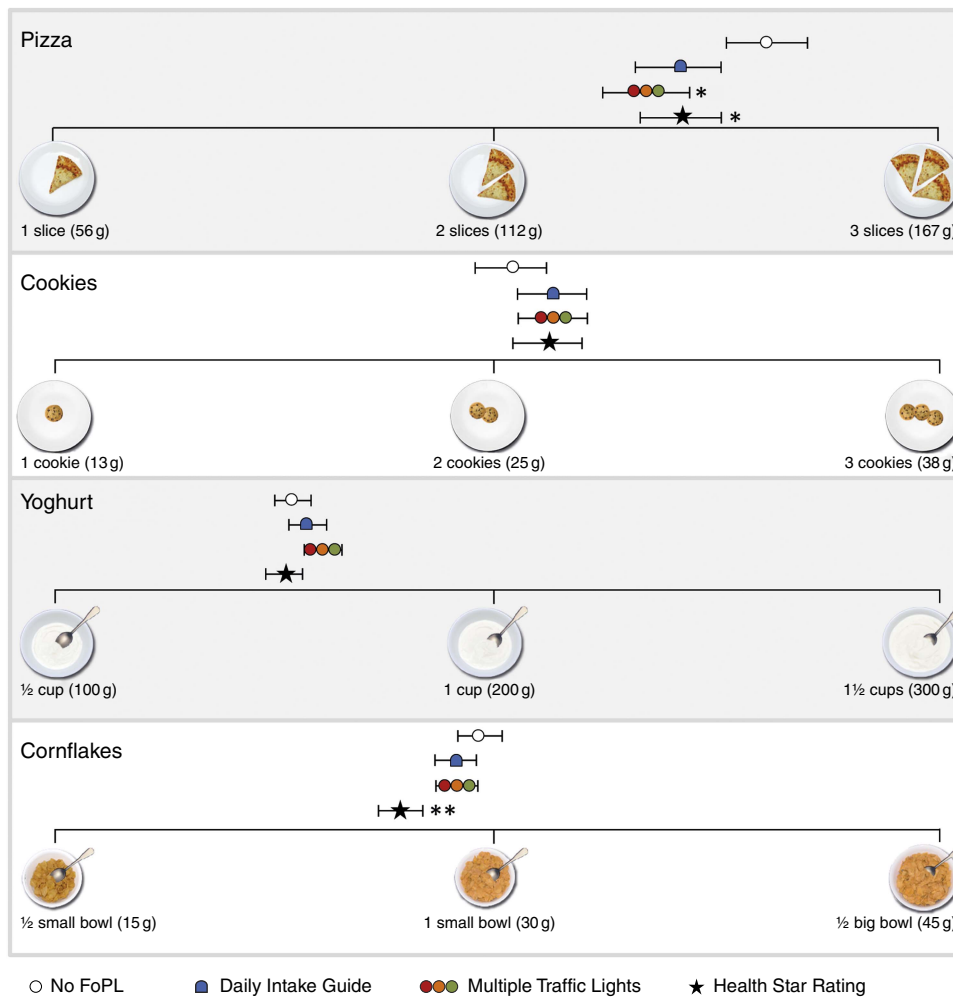 Pizza
*
*
1 slice (56 g) 2 slices (112 g) 3 slices (167 g)
Cookies
1 cookie (13 g) 2 cookies (25 g) 3 cookies (38 g)
Yoghurt
½ cup (100 g) 1 cup (200 g) 1½ cups (300 g)
Cornflakes
**
½ small bowl (15 g) 1 small bowl (30 g) ½ big bowl (45 g)
No FoPL Daily Intake Guide Multiple Traffic Lights Health Star Rating